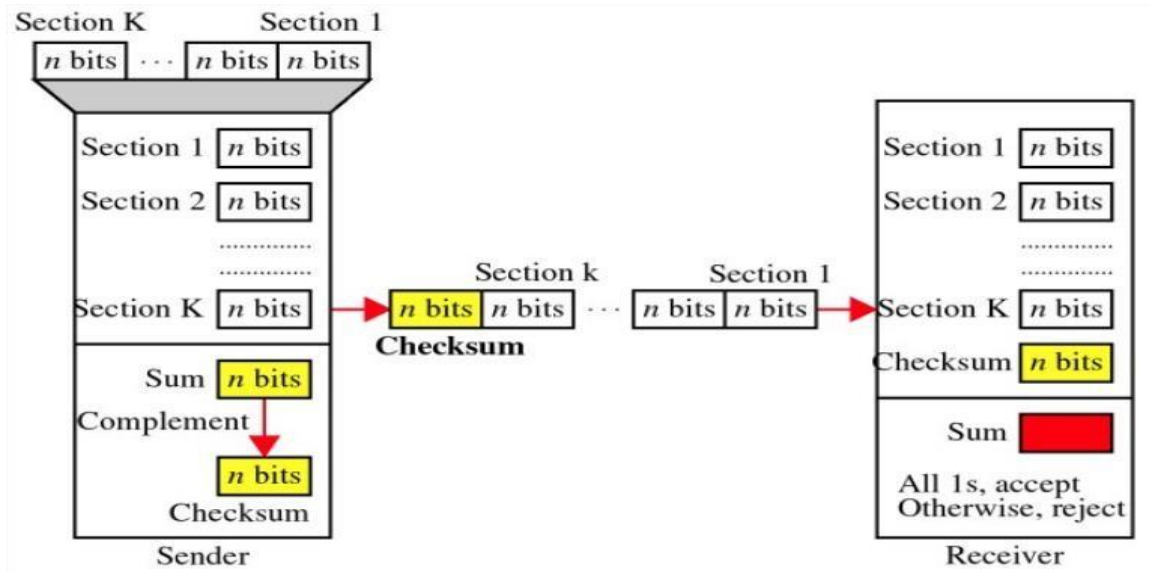 Section K Section 1
n bits ... n bits n bits
Section 1 n bits
Section 2 n bits
Section K n bits
Sum n bits
Complement
n bits
Checksum
Sender
Section k Section 1
n bits n bits ... n bits n bits
Checksum
Section 1 n bits
Section 2 n bits
Section K n bits
Checksum n bits
Sum
All 1s, accept
Otherwise, reject
Receiver